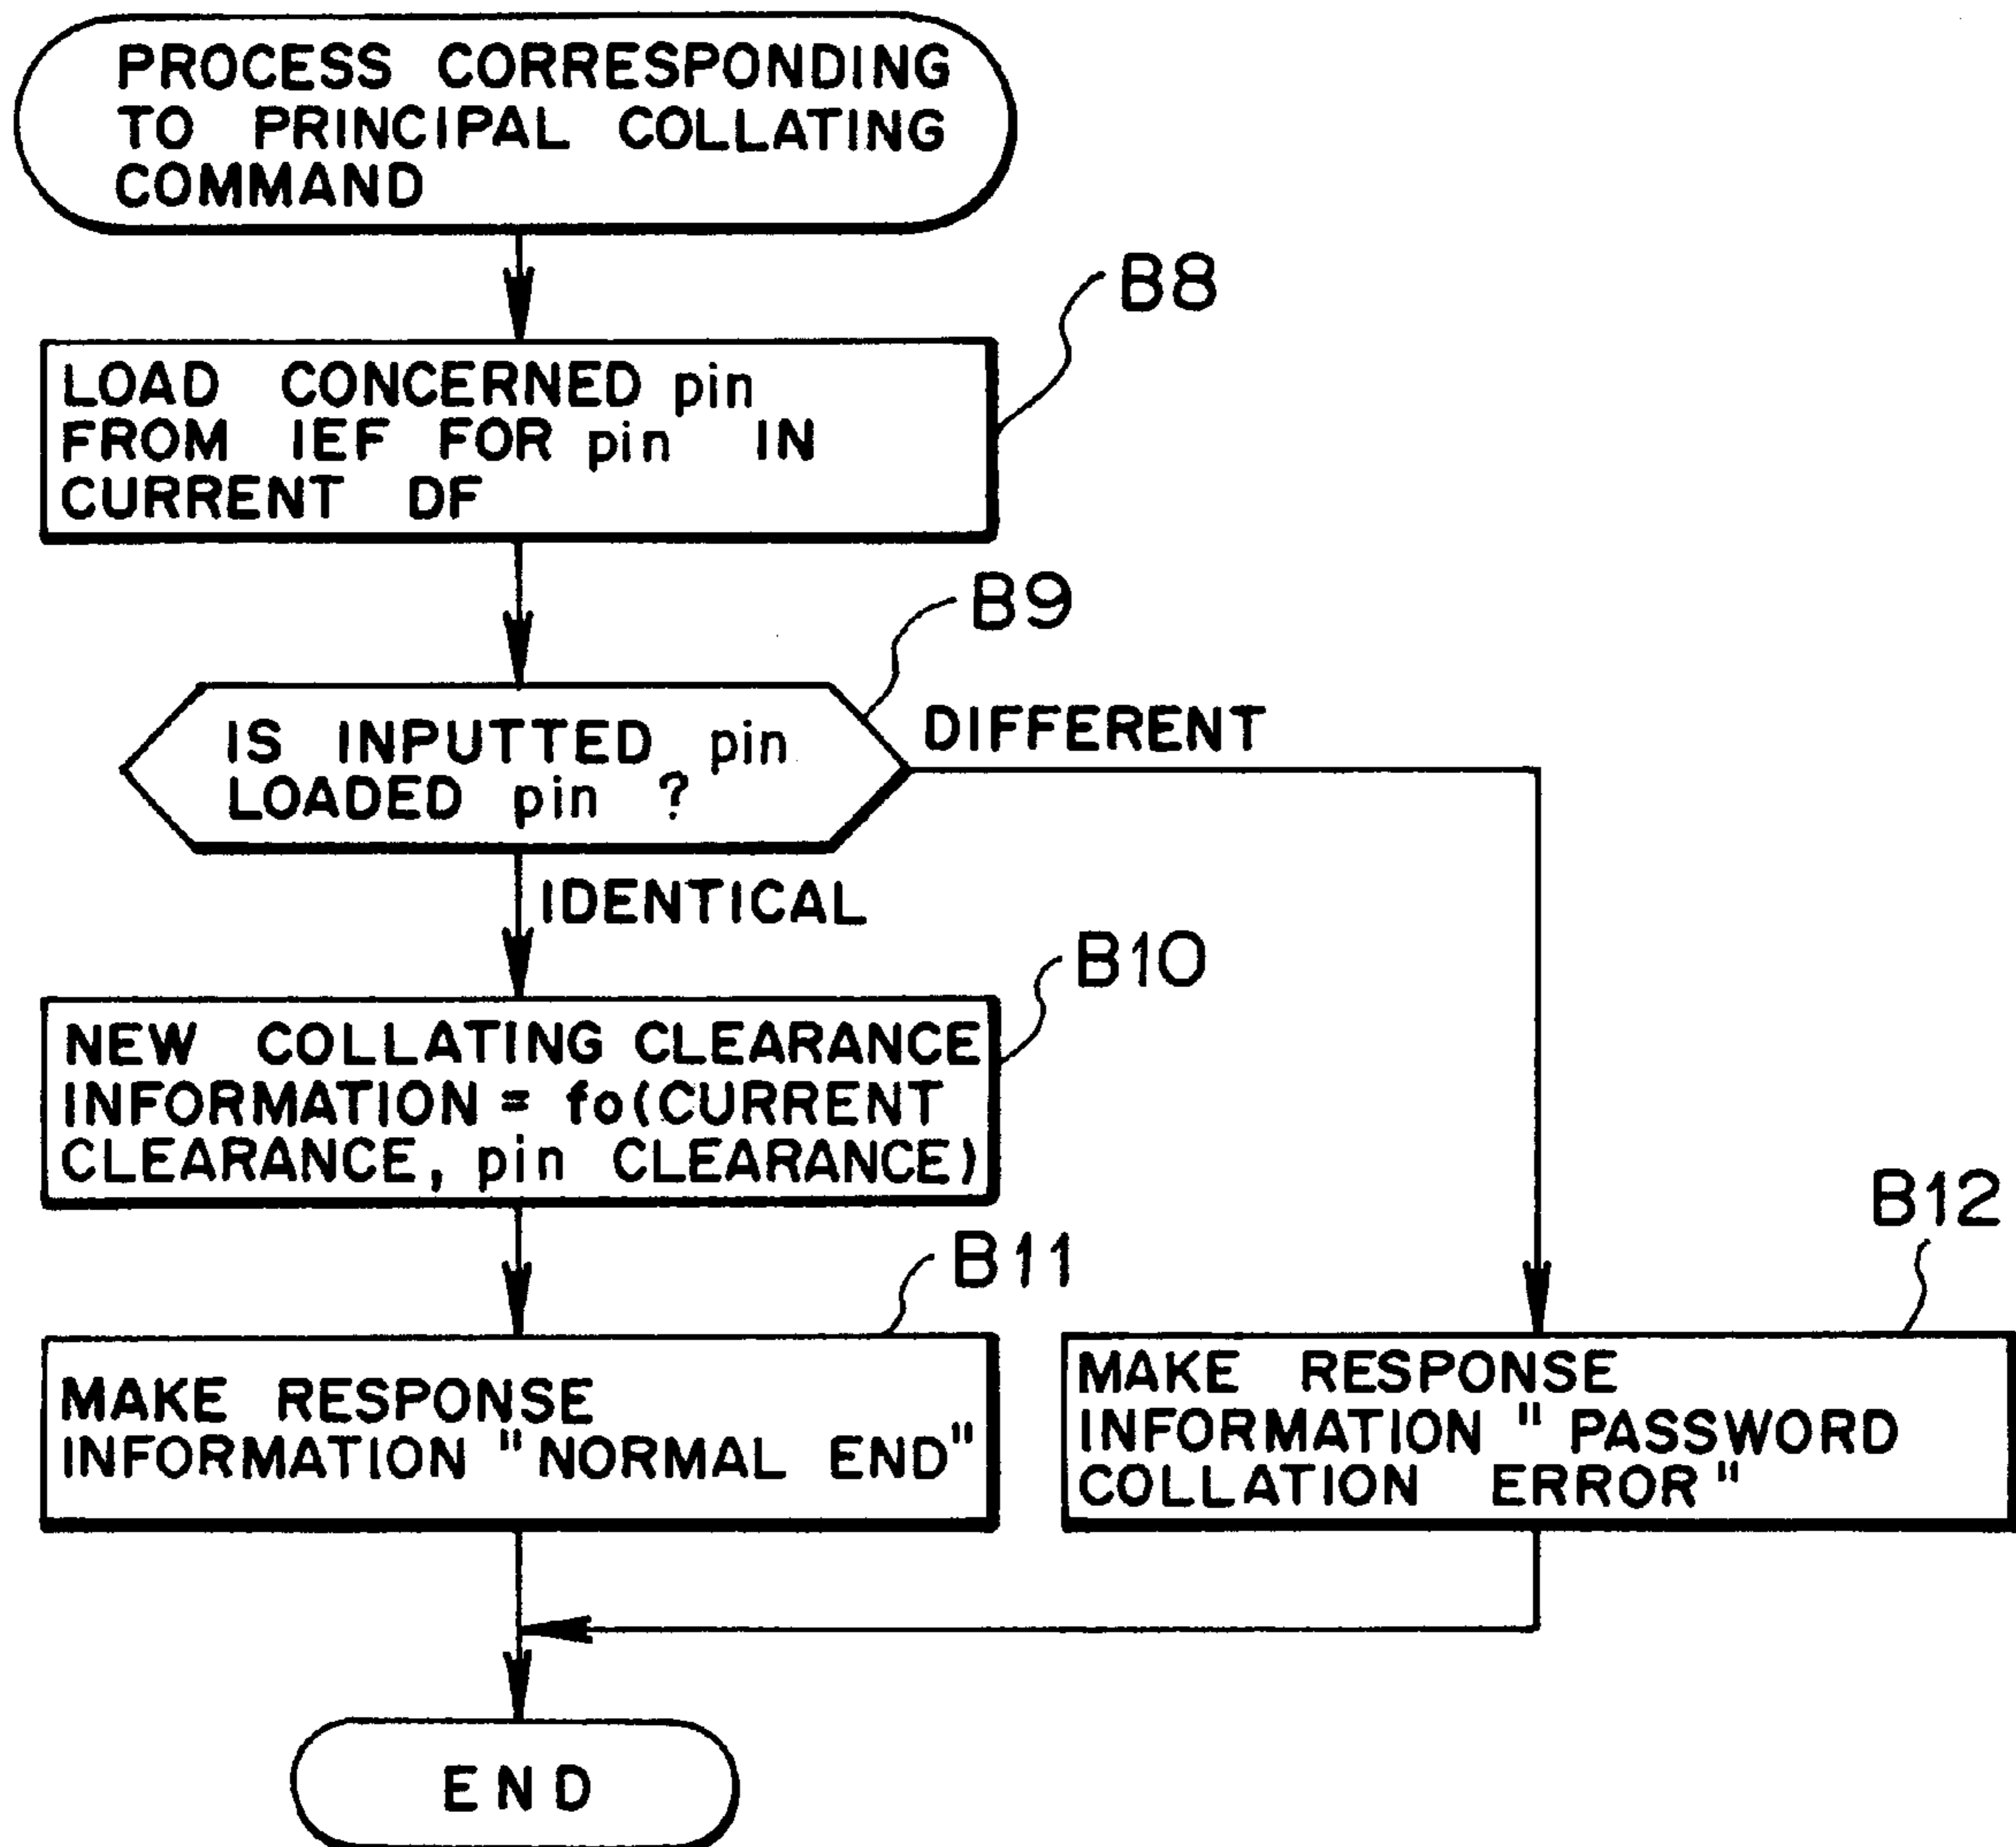 PROCESS CORRESPONDING
TO PRINCIPAL COLLATING
COMMAND
B8
LOAD CONCERNED pin
FROM IEF FOR pin IN
CURRENT DF
B9
IS INPUTTED pin
LOADED pin ?
DIFFERENT
IDENTICAL
B10
NEW COLLATING CLEARANCE
INFORMATION = fo(CURRENT
CLEARANCE, pin CLEARANCE)
B11
MAKE RESPONSE
INFORMATION "NORMAL END"
B12
MAKE RESPONSE
INFORMATION " PASSWORD
COLLATION ERROR"
END